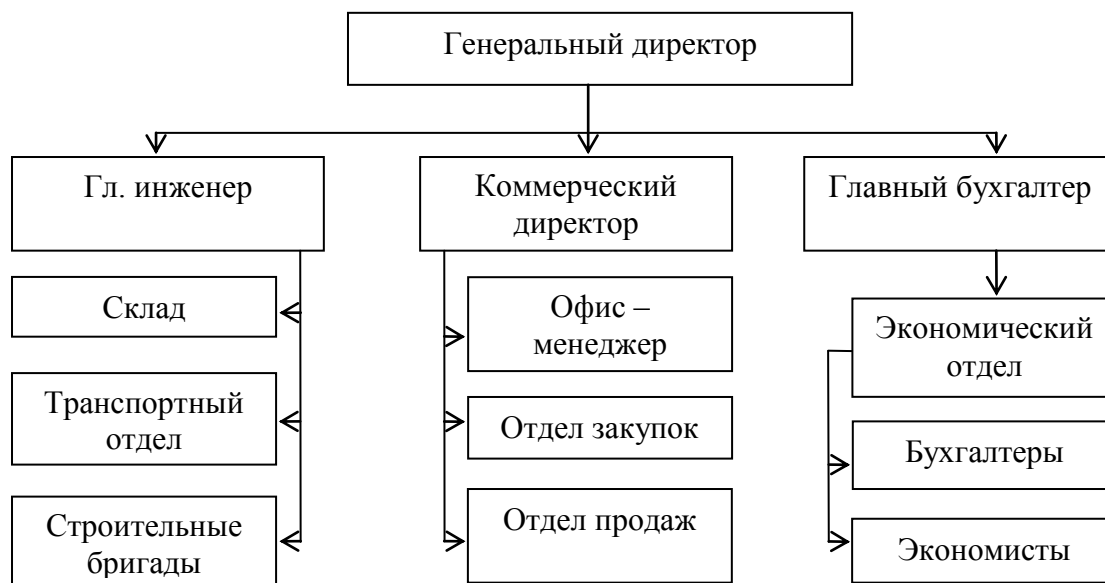 Генеральный директор
Гл. инженер
Коммерческий
директор
Главный бухгалтер
Склад
Транспортный
отдел
Строительные
бригады
Офис –
менеджер
Отдел закупок
Отдел продаж
Экономический
отдел
Бухгалтеры
Экономисты